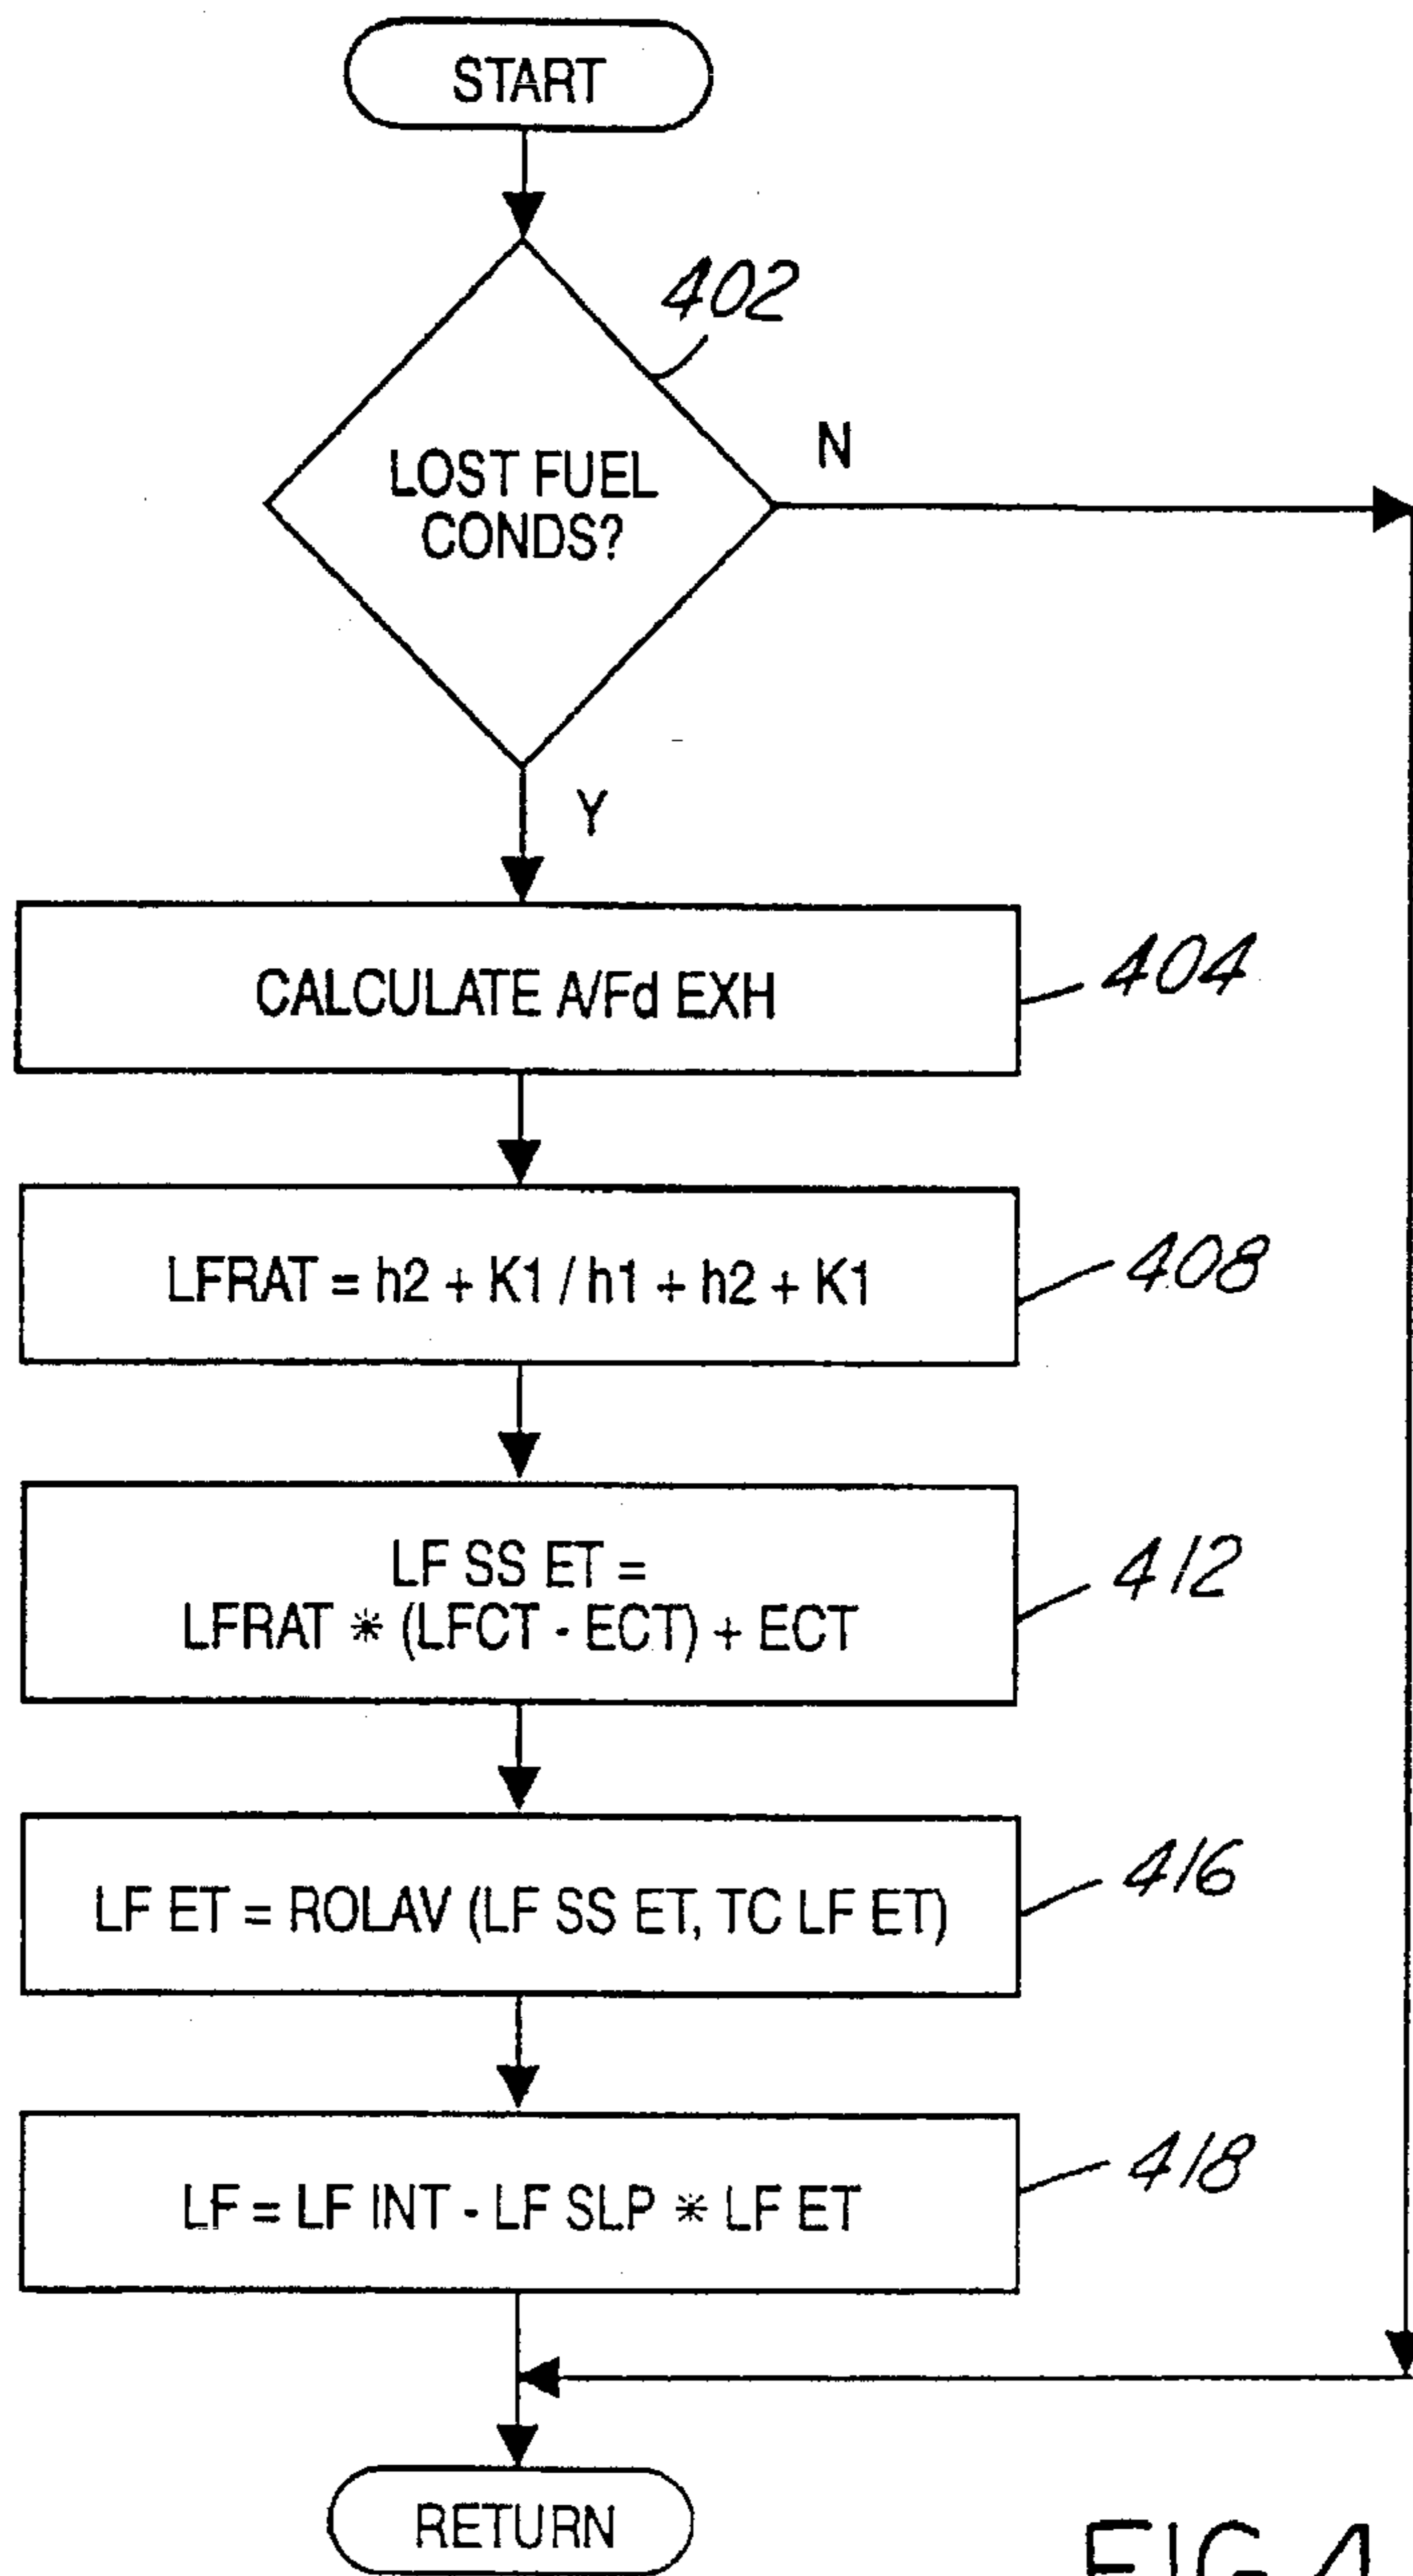 START
402
LOST FUEL
CONDS?
N
Y
CALCULATE A/Fd EXH
404
LFRAT = h2 + K1 / h1 + h2 + K1
408
LF SS ET =
LFRAT * (LFCT - ECT) + ECT
412
LF ET = ROLAV (LF SS ET, TC LF ET)
416
LF = LF INT - LF SLP * LF ET
418
RETURN
FIG. 4